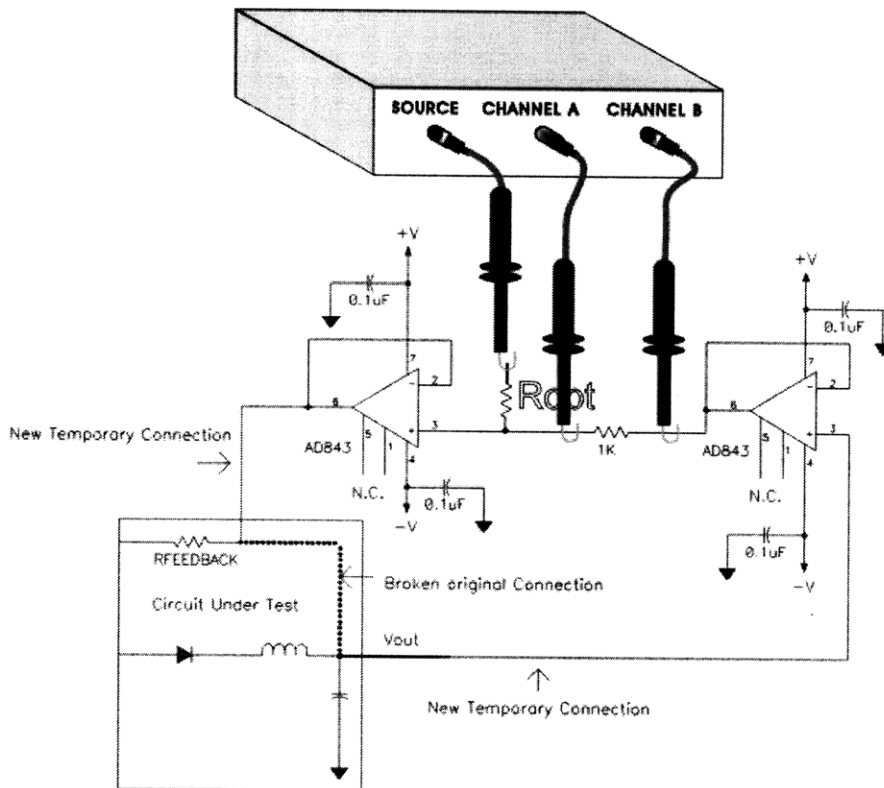 SOURCE CHANNEL A CHANNEL B
+V
+V
0.1uF
0.1uF
7
7
2
2
Ropt
6
6
3
3
New Temporary Connection
AD843
5
1
4
1K
AD843
5
1
4
N.C.
N.C.
0.1uF
-V
0.1uF
-V
RFEEDBACK
Broken original Connection
Circuit Under Test
Vout
New Temporary Connection